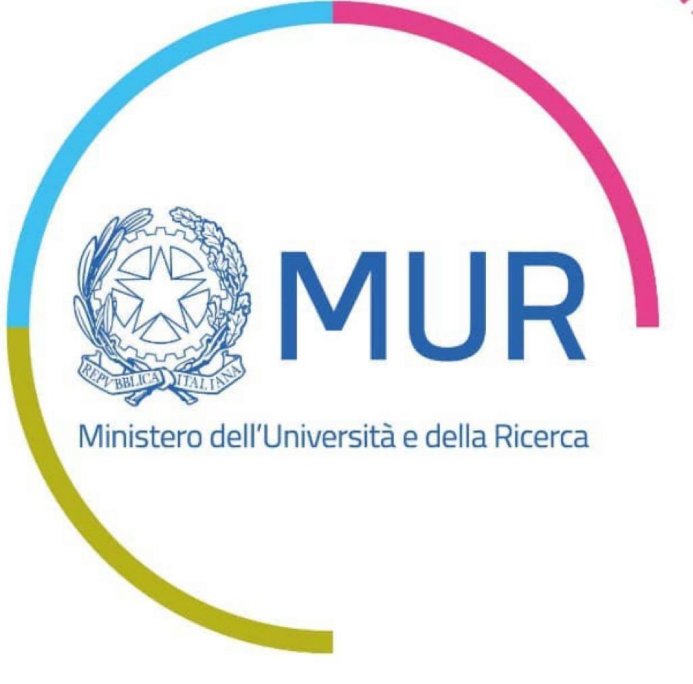 MUR
REPVBBLICA ITALIANA
Ministero dell'Università e della Ricerca